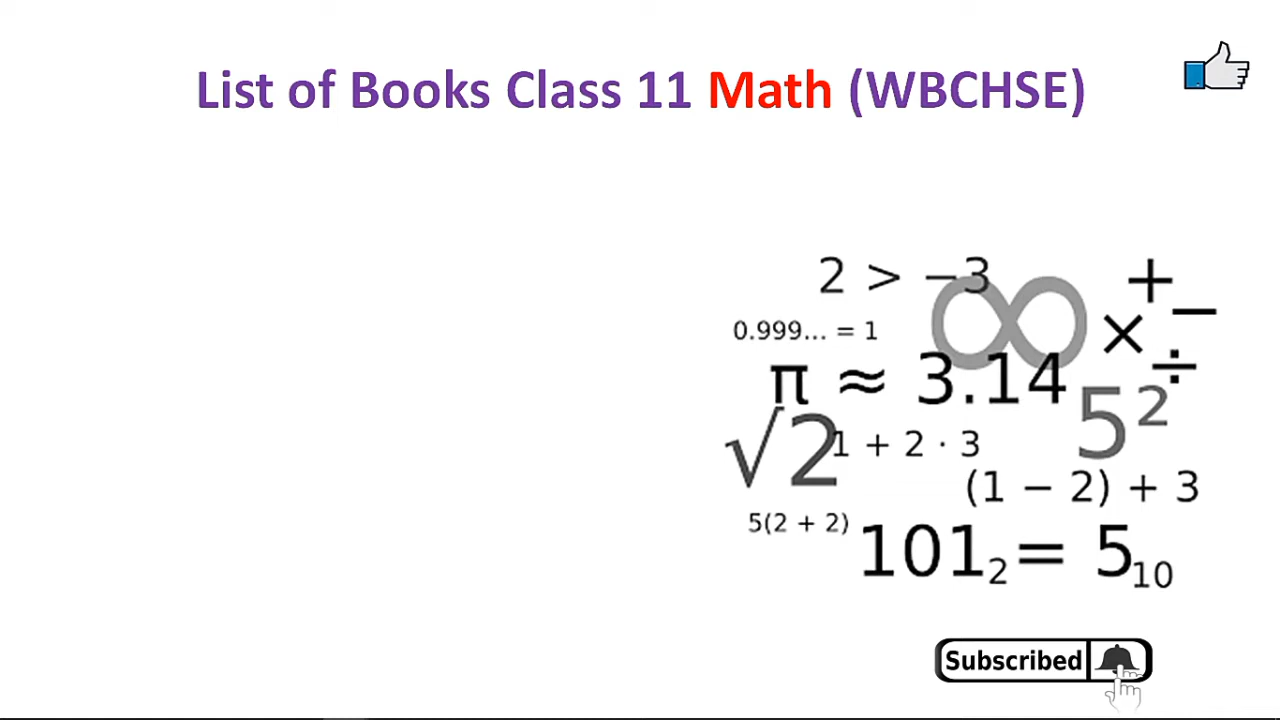 List of Books Class 11 Math (WBCHSE)
2 > −3
∞
+
−
×
÷
0.999... = 1
π ≈ 3.14
√2
1 + 2 · 3
5²
(1 − 2) + 3
5(2 + 2)
101₂ = 5₁₀
Subscribed